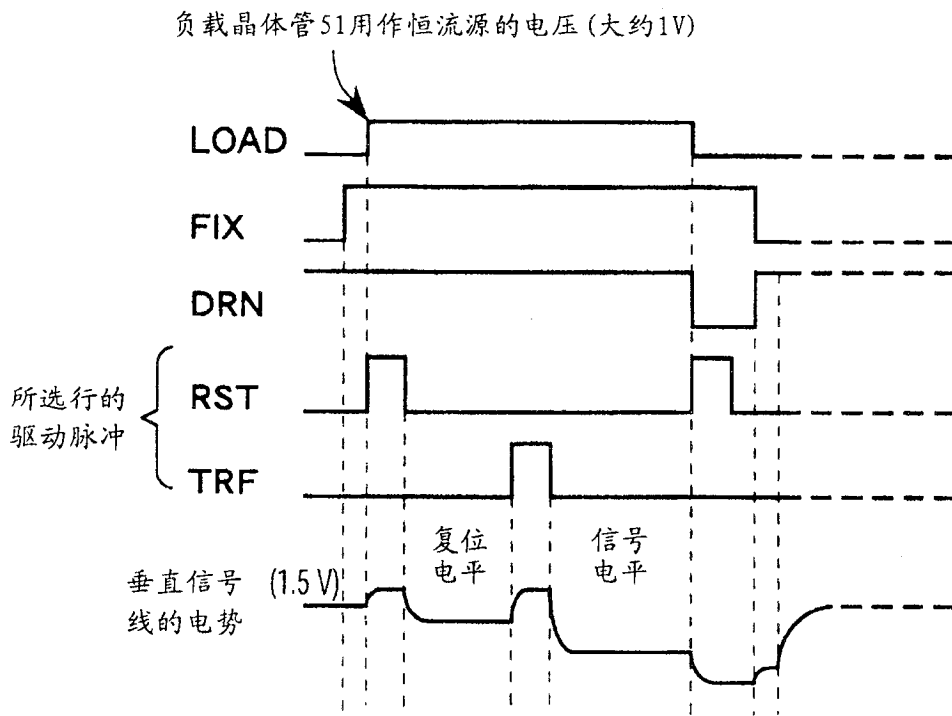 负载晶体管51用作恒流源的电压(大约1V)
LOAD
FIX
DRN
所选行的
驱动脉冲
RST
TRF
复位
电平
信号
电平
垂直信号
线的电势
(1.5 V)